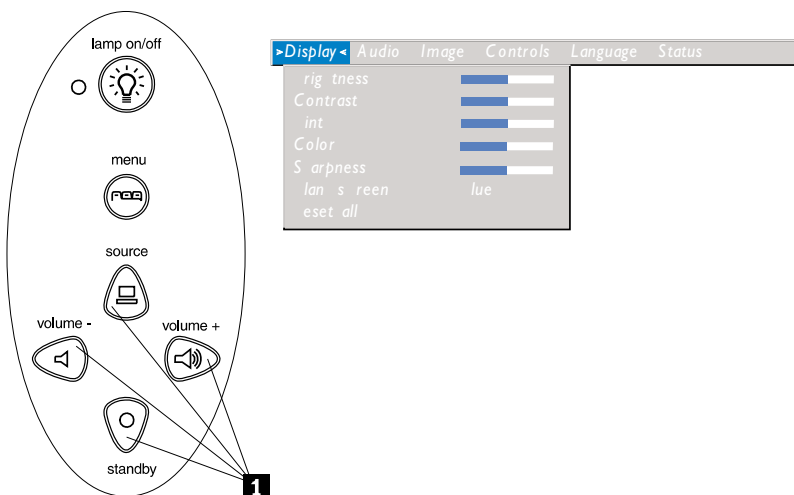 lamp on/off
menu
source
volume -
volume +
standby
1
>Display< Audio Image Controls Language Status
rig tness
Contrast
int
Color
S arpness
lan s reen lue
eset all